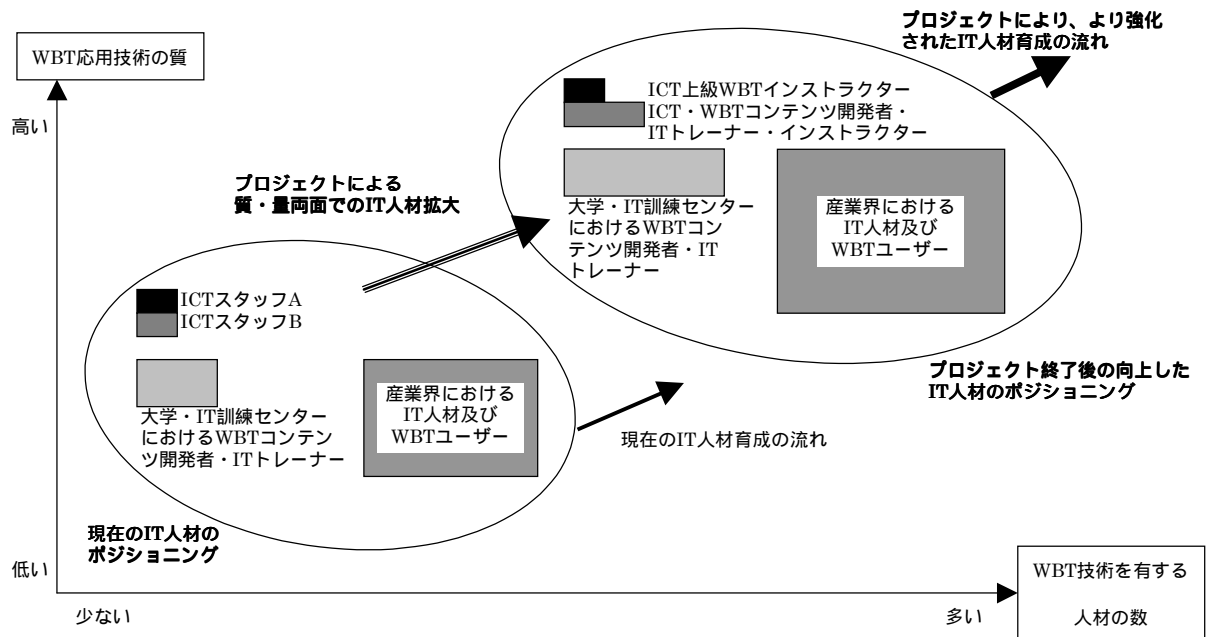 プロジェクトにより、より強化
されたIT人材育成の流れ
WBT応用技術の質
高い
ICT上級WBTインストラクター
ICT・WBTコンテンツ開発者・
ITトレーナー・インストラクター
プロジェクトによる
質・量両面でのIT人材拡大
大学・IT訓練センター
におけるWBTコン
テンツ開発者・IT
トレーナー
産業界における
IT人材及び
WBTユーザー
ICTスタッフA
ICTスタッフB
プロジェクト終了後の向上した
IT人材のポジショニング
大学・IT訓練センター
におけるWBTコンテン
ツ開発者・ITトレーナー
産業界における
IT人材及び
WBTユーザー
現在のIT人材育成の流れ
現在のIT人材の
ポジショニング
低い
少ない
多い
WBT技術を有する
人材の数